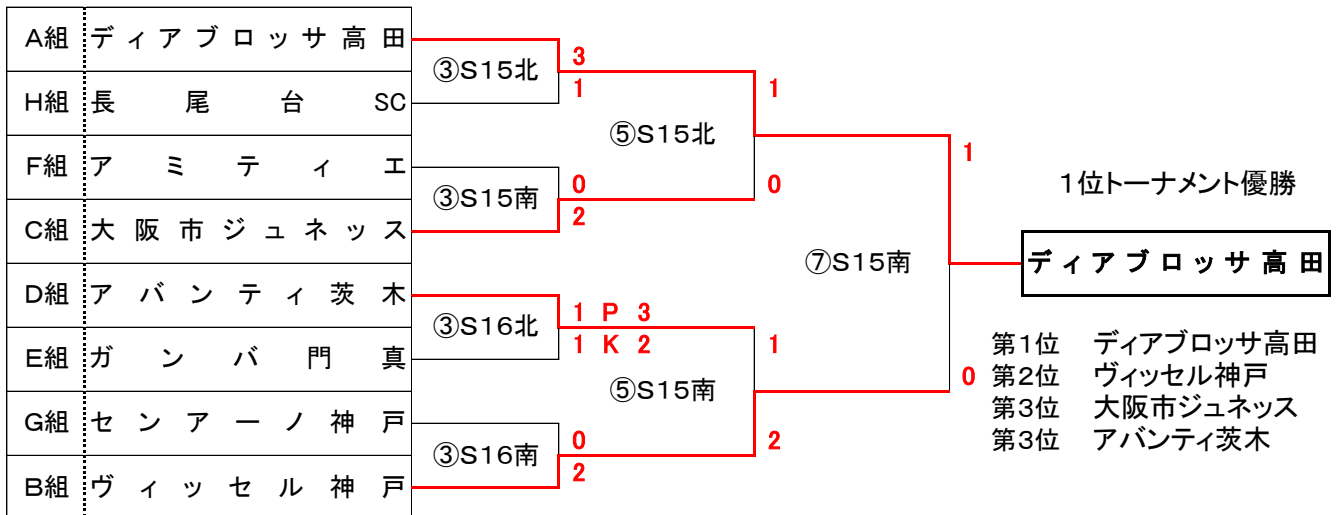 A組 ディアブロッサ高田
H組 長尾台SC
F組 アミティエ
C組 大阪市ジュネッス
D組 アバンティ茨木
E組 ガンバ門真
G組 センアーノ神戸
B組 ヴィッセル神戸
③S15北
3
1
③S15南
0
2
③S16北
1 P 3
1 K 2
③S16南
0
2
⑤S15北
1
0
⑤S15南
1
2
⑦S15南
1
0
1位トーナメント優勝
ディアブロッサ高田
第1位 ディアブロッサ高田
第2位 ヴィッセル神戸
第3位 大阪市ジュネッス
第3位 アバンティ茨木